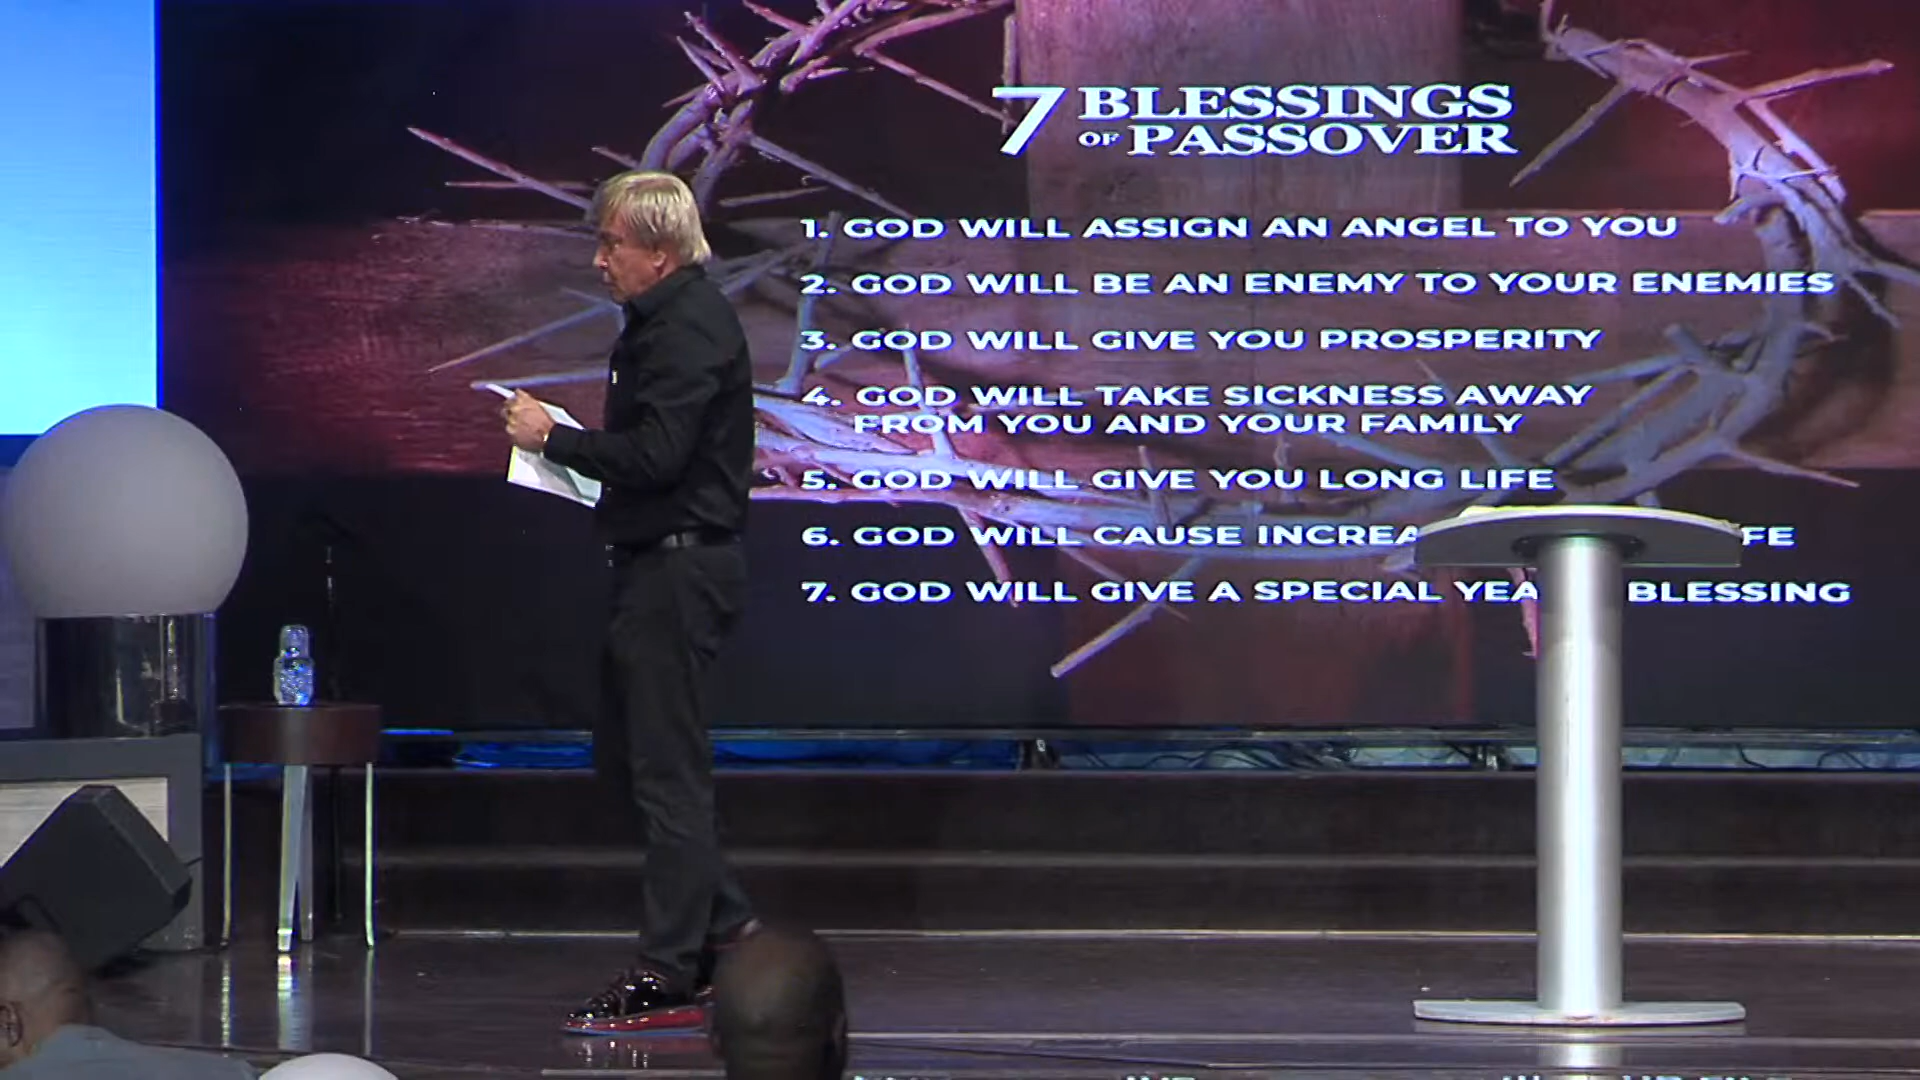 7 BLESSINGS
OF PASSOVER
1. GOD WILL ASSIGN AN ANGEL TO YOU
2. GOD WILL BE AN ENEMY TO YOUR ENEMIES
3. GOD WILL GIVE YOU PROSPERITY
4. GOD WILL TAKE SICKNESS AWAY
FROM YOU AND YOUR FAMILY
5. GOD WILL GIVE YOU LONG LIFE
6. GOD WILL CAUSE
7. GOD WILL GIVE A SPECIAL BLESSING